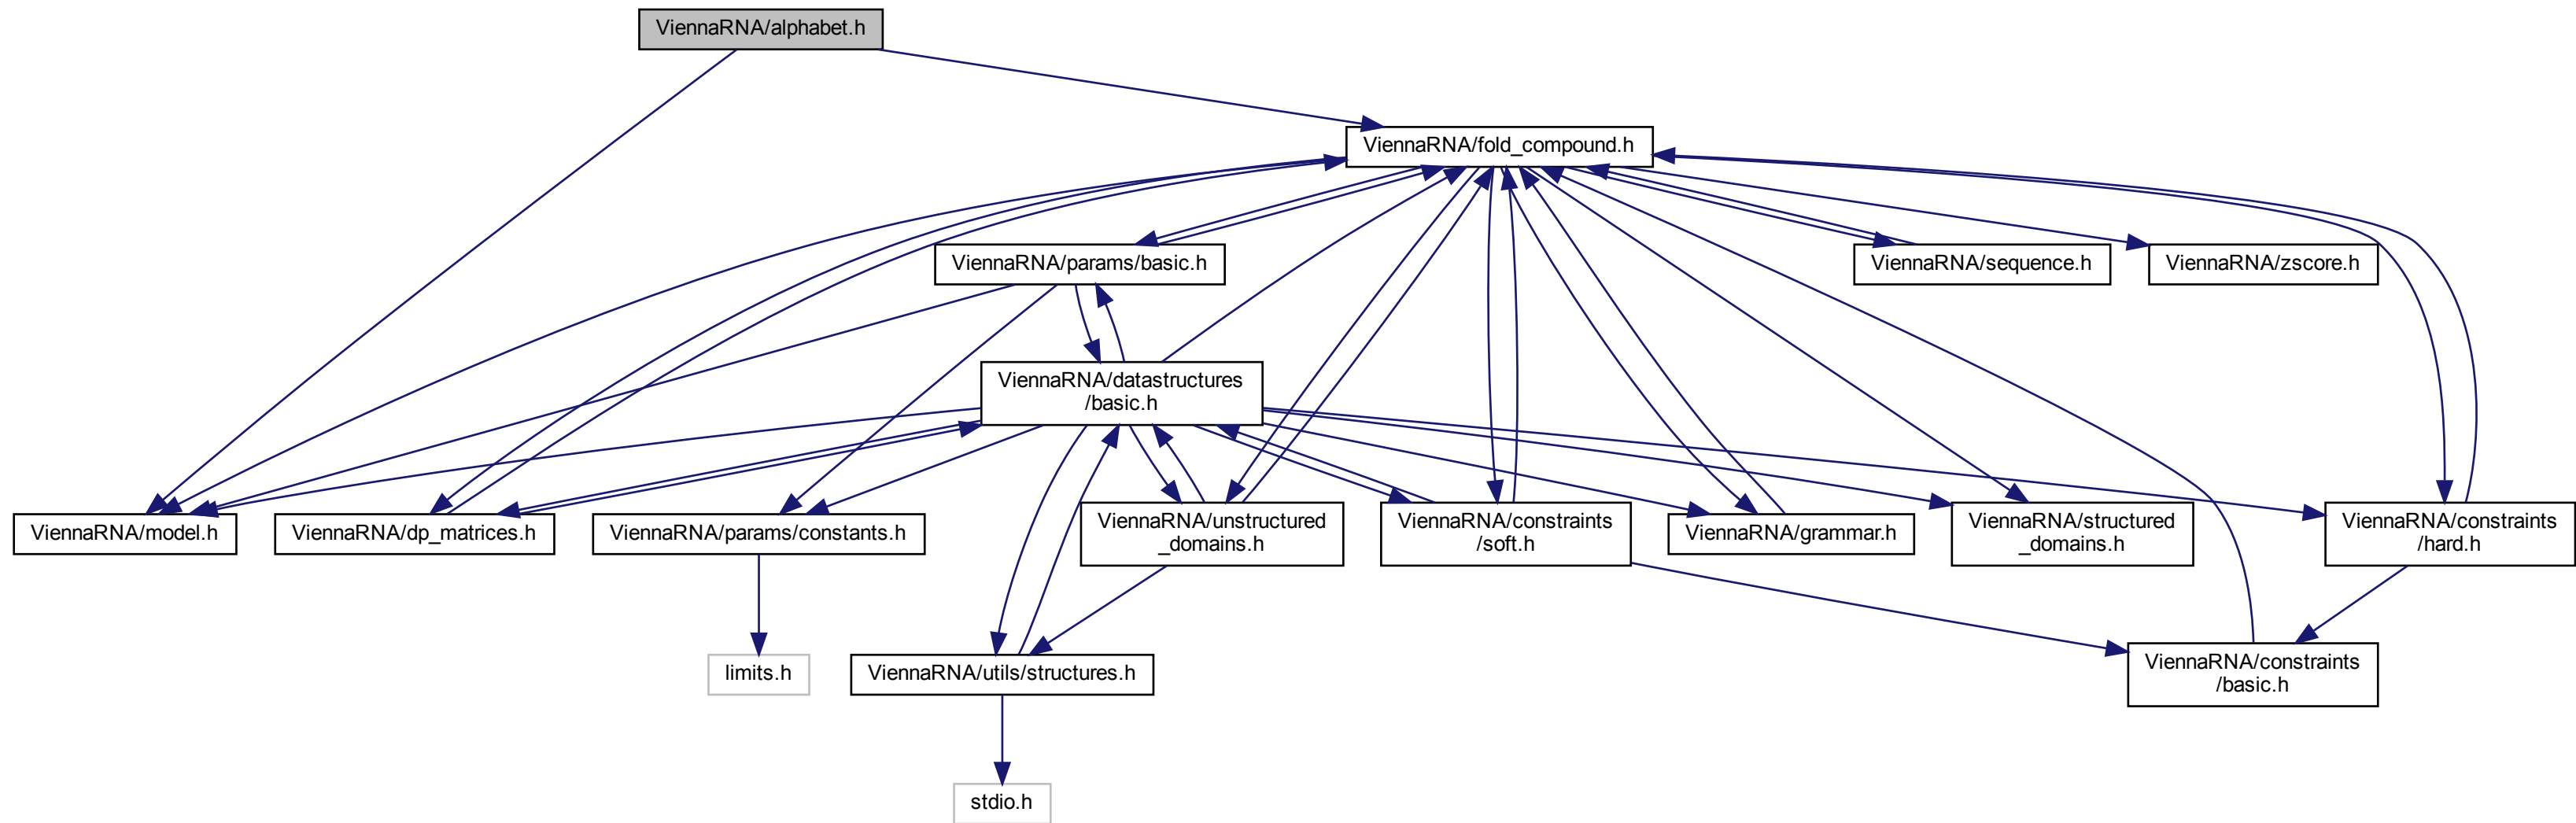 ViennaRNA/alphabet.h
ViennaRNA/fold_compound.h
ViennaRNA/params/basic.h
ViennaRNA/sequence.h
ViennaRNA/zscore.h
ViennaRNA/datastructures
/basic.h
ViennaRNA/model.h
ViennaRNA/dp_matrices.h
ViennaRNA/params/constants.h
ViennaRNA/unstructured
_domains.h
ViennaRNA/constraints
/soft.h
ViennaRNA/grammar.h
ViennaRNA/structured
_domains.h
ViennaRNA/constraints
/hard.h
limits.h
ViennaRNA/utils/structures.h
ViennaRNA/constraints
/basic.h
stdio.h